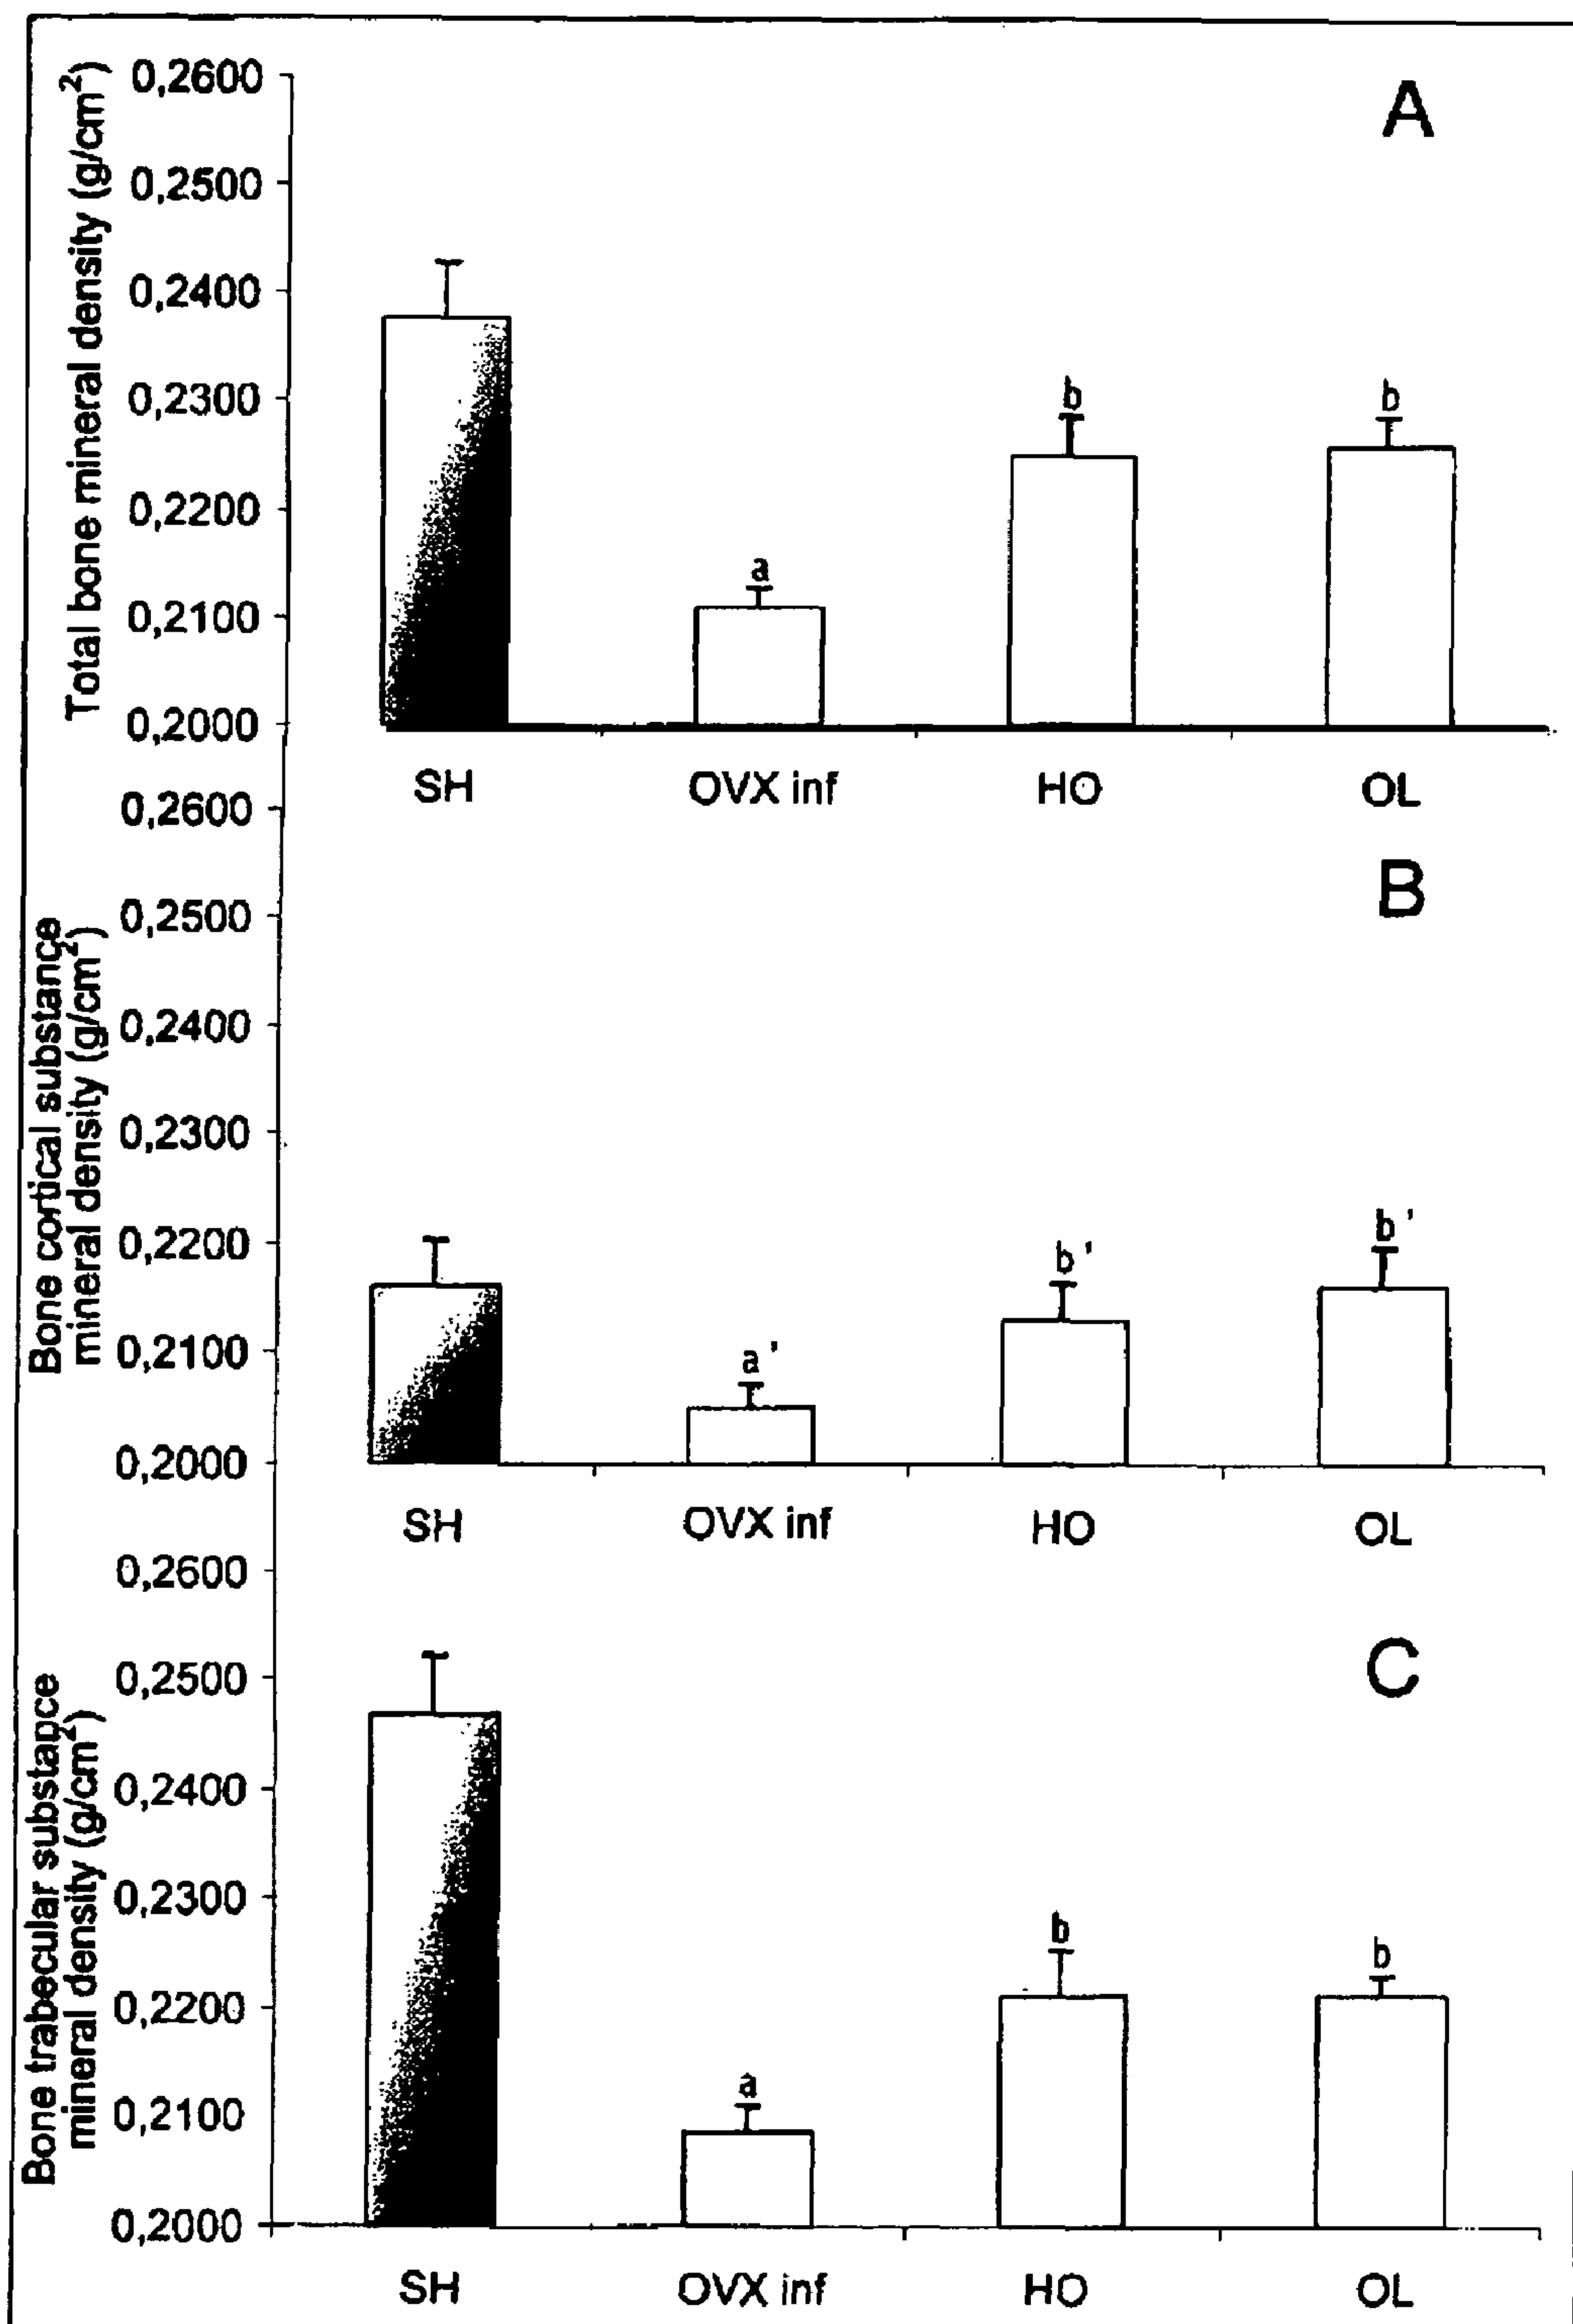 A
Total bone mineral density (g/cm²)
0,2600
0,2500
0,2400
0,2300
0,2200
0,2100
0,2000
a
b
b
SH OVX inf HO OL
B
Bone cortical substance
mineral density (g/cm²)
0,2600
0,2500
0,2400
0,2300
0,2200
0,2100
0,2000
a'
b'
b'
SH OVX inf HO OL
C
Bone trabecular substance
mineral density (g/cm²)
0,2600
0,2500
0,2400
0,2300
0,2200
0,2100
0,2000
a
b
b
SH OVX inf HO OL